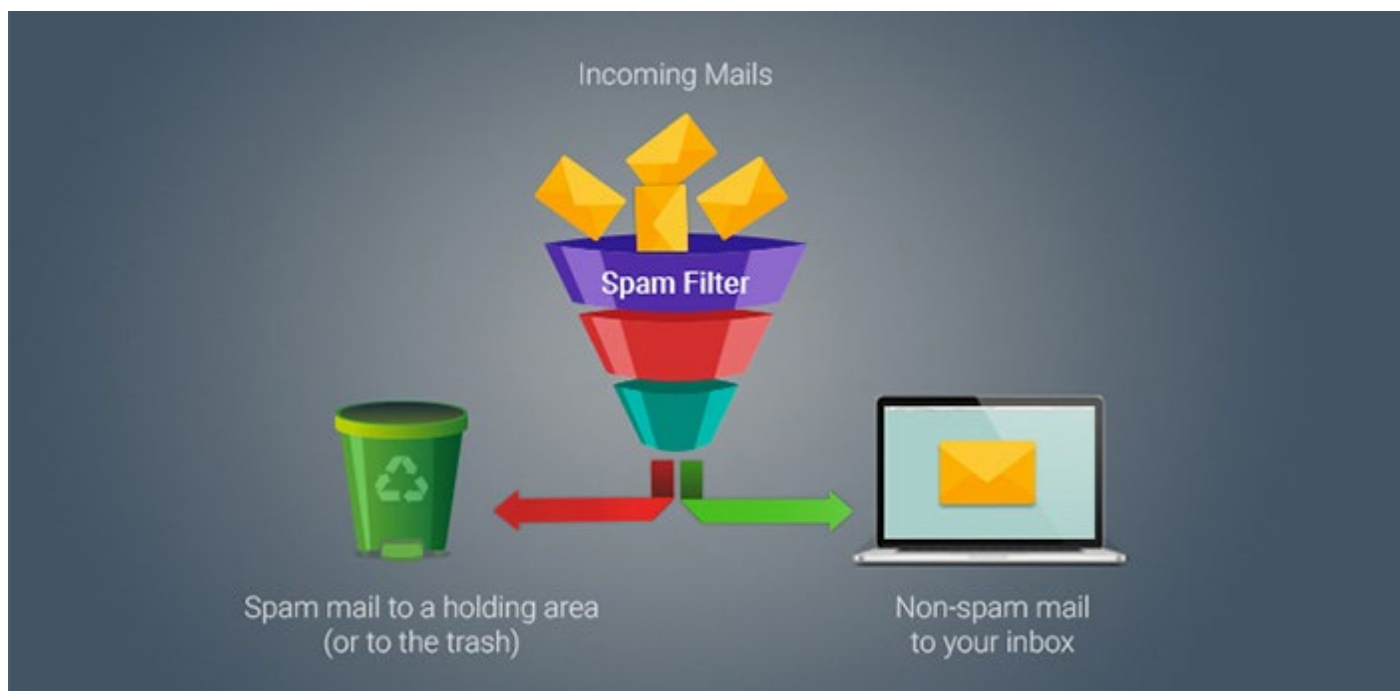 Incoming Mails
Spam Filter
Spam mail to a holding area
(or to the trash)
Non-spam mail
to your inbox